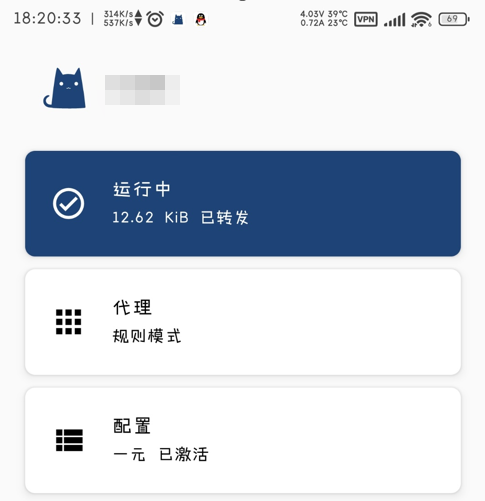 18:20:33 | 314K/s 4.03V 39℃ VPN 69
537K/s 0.72A 23℃
运行中
12.62 KiB 已转发
代理
规则模式
配置
一元 已激活